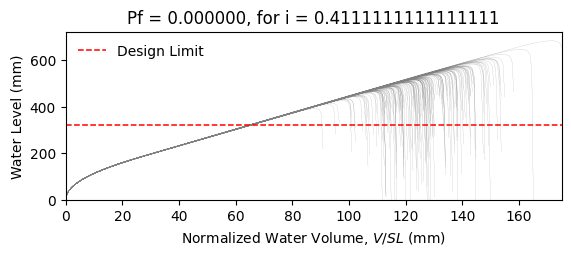 Pf = 0.000000, for i = 0.4111111111111111
Design Limit
Water Level (mm)
600
400
200
0
0 20 40 60 80 100 120 140 160
Normalized Water Volume, V/SL (mm)